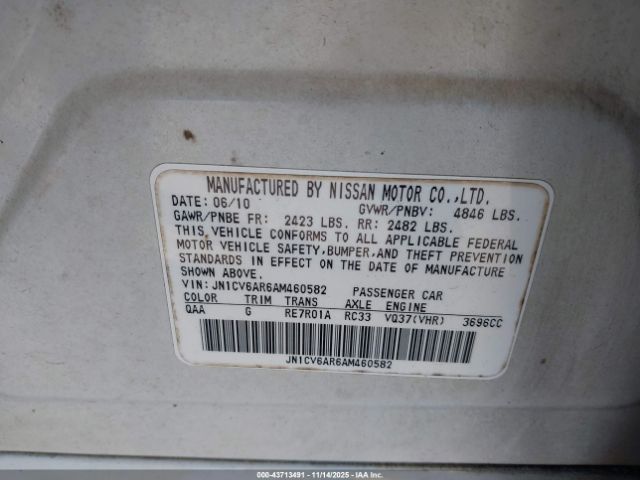 MANUFACTURED BY NISSAN MOTOR CO.,LTD.
DATE: 06/10 GVWR/PNBV: 4846 LBS.
GAWR/PNBE FR: 2423 LBS. RR: 2482 LBS.
THIS VEHICLE CONFORMS TO ALL APPLICABLE FEDERAL
MOTOR VEHICLE SAFETY, BUMPER, AND THEFT PREVENTION
STANDARDS IN EFFECT ON THE DATE OF MANUFACTURE
SHOWN ABOVE.
VIN: JN1CV6AR6AM460582 PASSENGER CAR
COLOR TRIM TRANS AXLE ENGINE
QAA G RE7R01A RC33 VQ37(VHR) 3696CC
JN1CV6AR6AM460582
000-43713491 - 11/14/2025 - IAA Inc.